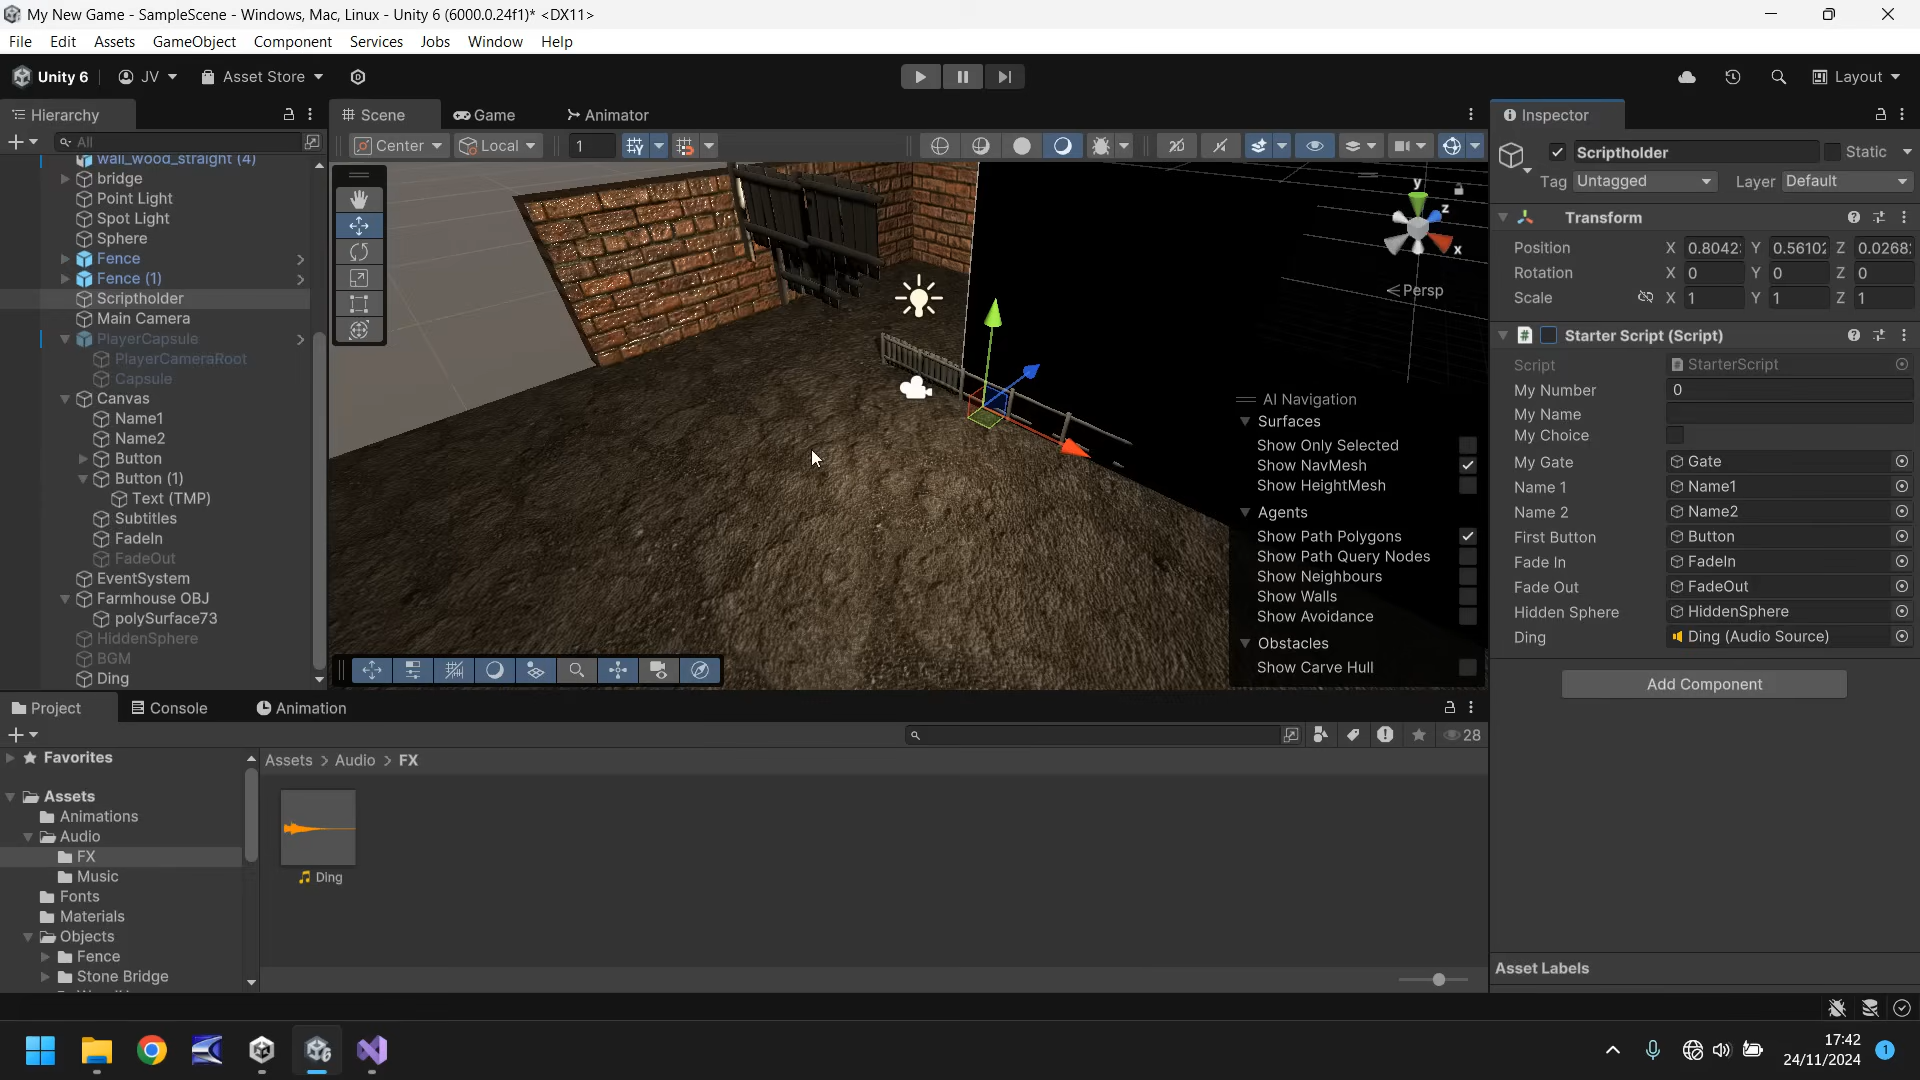 My New Game - SampleScene - Windows, Mac, Linux - Unity 6 (6000.0.24f1)* <DX11>
File Edit Assets GameObject Component Services Jobs Window Help
Unity 6 JV Asset Store Layout
Hierarchy Scene Game Animator Inspector
All Center Local 1 Scriptholder Static
Tag Untagged Layer Default
wall_wood_straight (4)
bridge
Point Light
Spot Light
Sphere
Fence
Fence (1)
Scriptholder
Main Camera
PlayerCapsule
PlayerCameraRoot
Capsule
Canvas
Name1
Name2
Button
Button (1)
Text (TMP)
Subtitles
FadeIn
FadeOut
EventSystem
Farmhouse OBJ
polySurface73
HiddenSphere
BGM
Ding
y
z
x
Persp
AI Navigation
Surfaces
Show Only Selected
Show NavMesh
Show HeightMesh
Agents
Show Path Polygons
Show Path Query Nodes
Show Neighbours
Show Walls
Show Avoidance
Obstacles
Show Carve Hull
Transform
Position X 0.8042 Y 0.5610 Z 0.0268
Rotation X 0 Y 0 Z 0
Scale X 1 Y 1 Z 1
# Starter Script (Script)
Script StarterScript
My Number 0
My Name
My Choice
My Gate Gate
Name 1 Name1
Name 2 Name2
First Button Button
Fade In FadeIn
Fade Out FadeOut
Hidden Sphere HiddenSphere
Ding Ding (Audio Source)
Add Component
Asset Labels
Project Console Animation
28
Favorites
Assets
Animations
Audio
FX
Music
Fonts
Materials
Objects
Fence
Stone Bridge
Assets > Audio > FX
Ding
17:42
24/11/2024
1